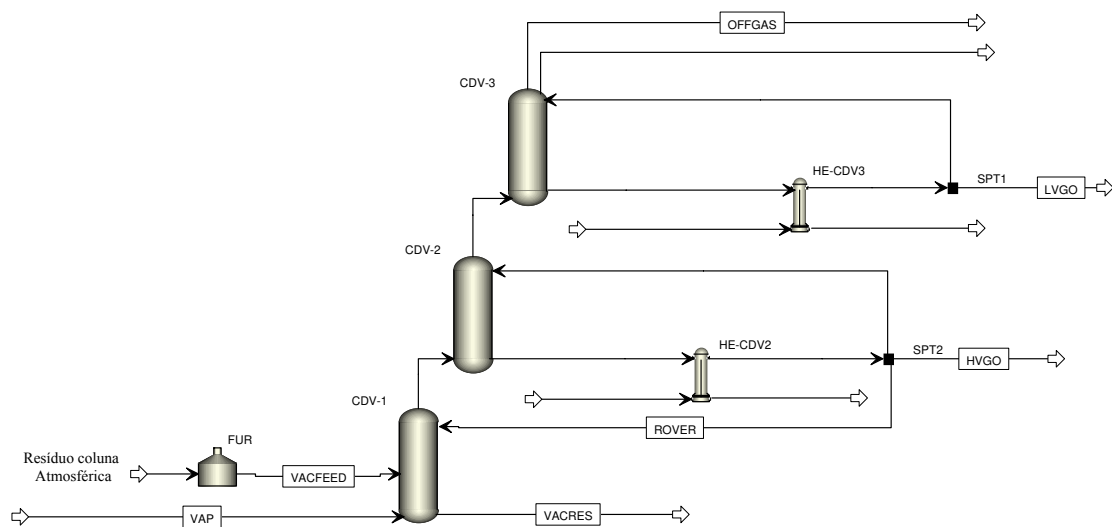 OFFGAS
CDV-3
HE-CDV3
SPT1
LVGO
CDV-2
HE-CDV2
SPT2
HVGO
CDV-1
ROVER
FUR
Resíduo coluna
Atmosférica
VACFEED
VAP
VACRES